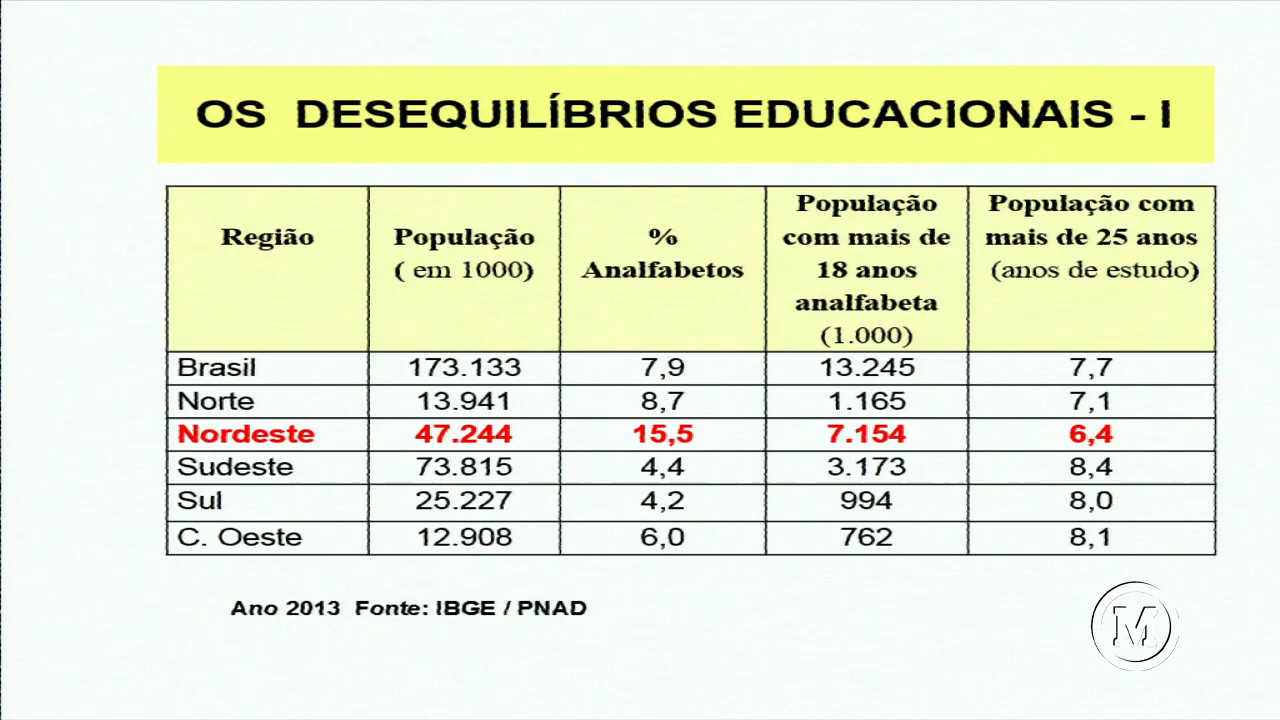 OS DESEQUILÍBRIOS EDUCACIONAIS - I
Região
População
( em 1000)
%
Analfabetos
População
com mais de
18 anos
analfabeta
(1.000)
População com
mais de 25 anos
(anos de estudo)
Brasil 173.133 7,9 13.245 7,7
Norte 13.941 8,7 1.165 7,1
Nordeste 47.244 15,5 7.154 6,4
Sudeste 73.815 4,4 3.173 8,4
Sul 25.227 4,2 994 8,0
C. Oeste 12.908 6,0 762 8,1
Ano 2013 Fonte: IBGE / PNAD
M